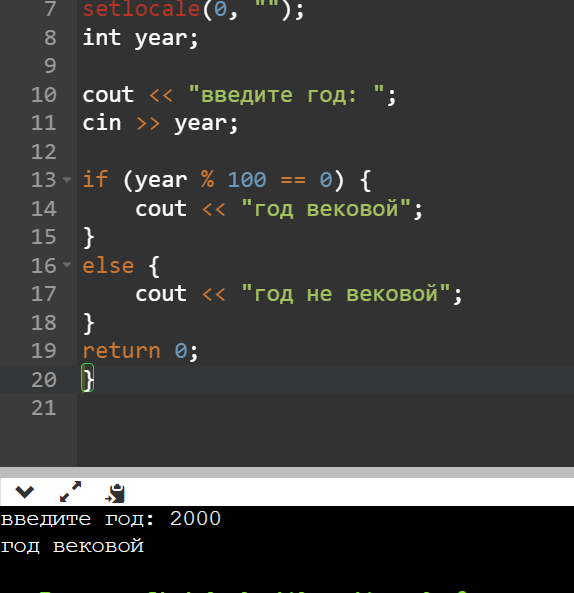 7 setlocale(0, "");
8 int year;
9
10 cout << "введите год: ";
11 cin >> year;
12
13 if (year % 100 == 0) {
14     cout << "год вековой";
15 }
16 else {
17     cout << "год не вековой";
18 }
19 return 0;
20 }
21
введите год: 2000
год вековой